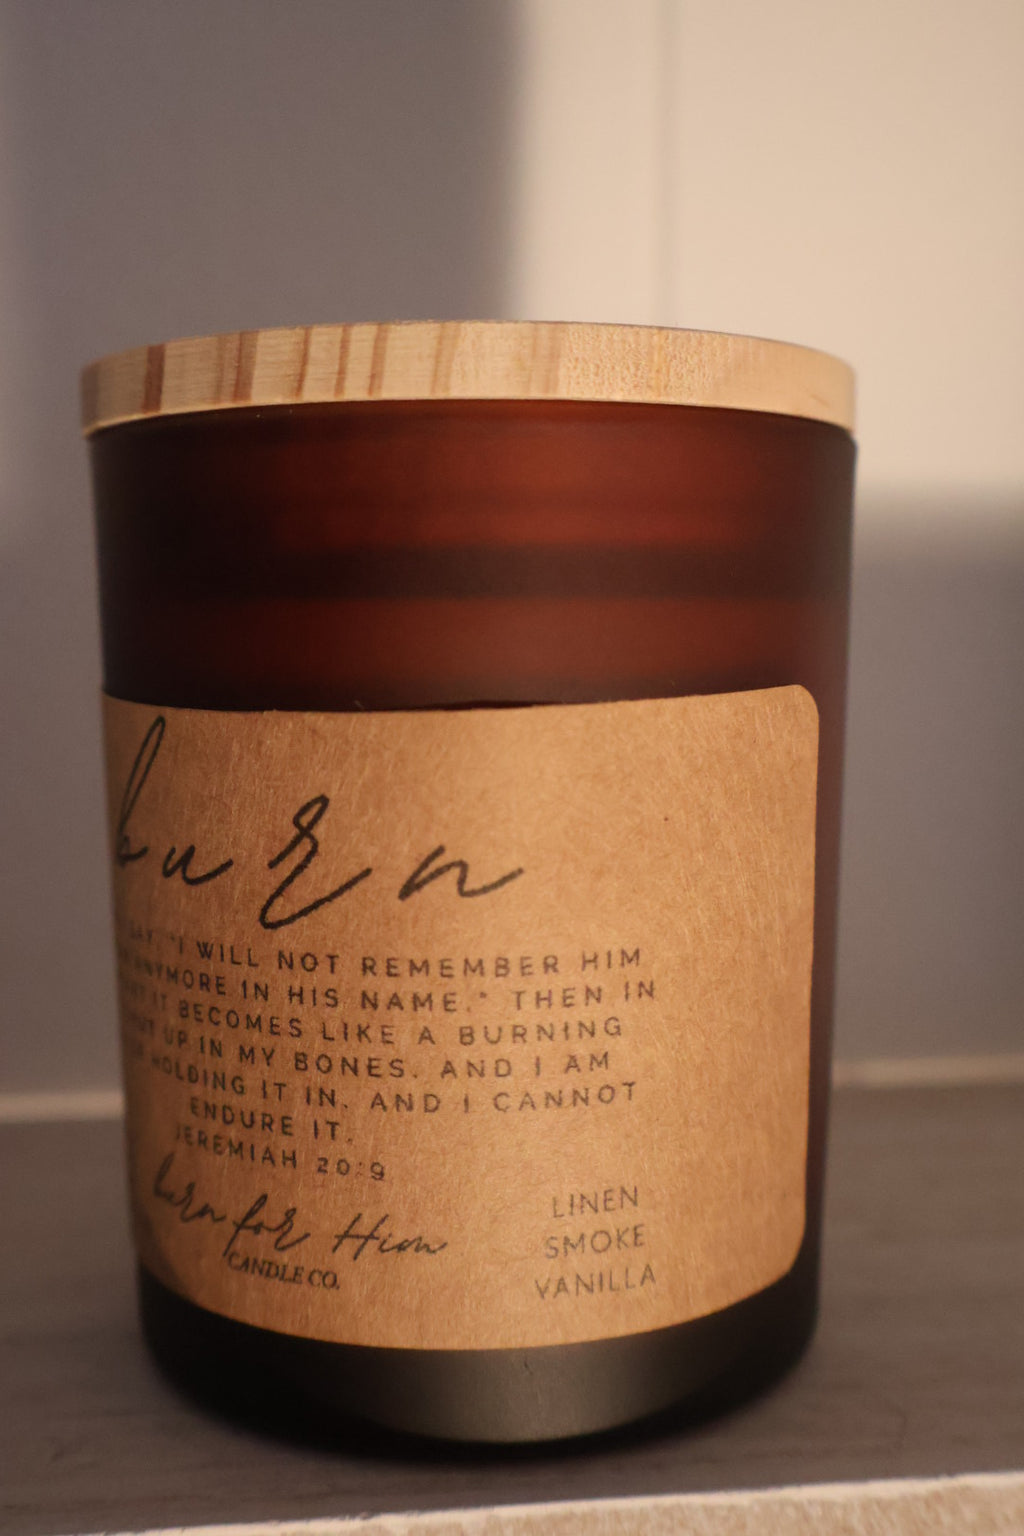 burn
SAY, "I WILL NOT REMEMBER HIM
ANYMORE IN HIS NAME." THEN IN
IT BECOMES LIKE A BURNING
UP IN MY BONES. AND I AM
HOLDING IT IN, AND I CANNOT
ENDURE IT.
JEREMIAH 20:9
burn for Him
CANDLE CO.
LINEN
SMOKE
VANILLA